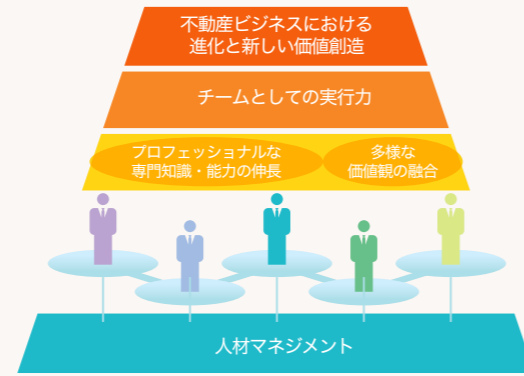 不動産ビジネスにおける
進化と新しい価値創造
チームとしての実行力
プロフェッショナルな
専門知識・能力の伸長
多様な
価値観の融合
人材マネジメント